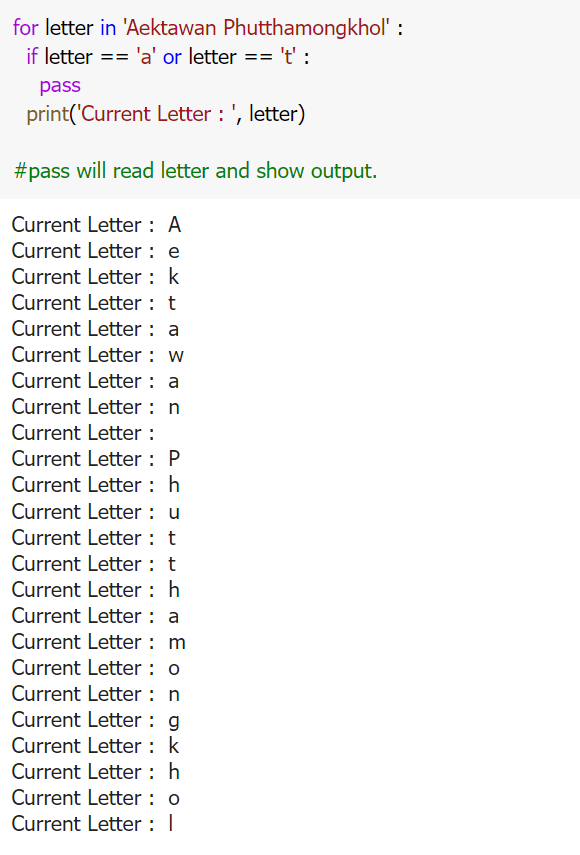 for letter in 'Aektawan Phutthamongkhol' :
if letter == 'a' or letter == 't' :
pass
print('Current Letter : ', letter)
#pass will read letter and show output.
Current Letter : A
Current Letter : e
Current Letter : k
Current Letter : t
Current Letter : a
Current Letter : w
Current Letter : a
Current Letter : n
Current Letter :
Current Letter : P
Current Letter : h
Current Letter : u
Current Letter : t
Current Letter : t
Current Letter : h
Current Letter : a
Current Letter : m
Current Letter : o
Current Letter : n
Current Letter : g
Current Letter : k
Current Letter : h
Current Letter : o
Current Letter : l